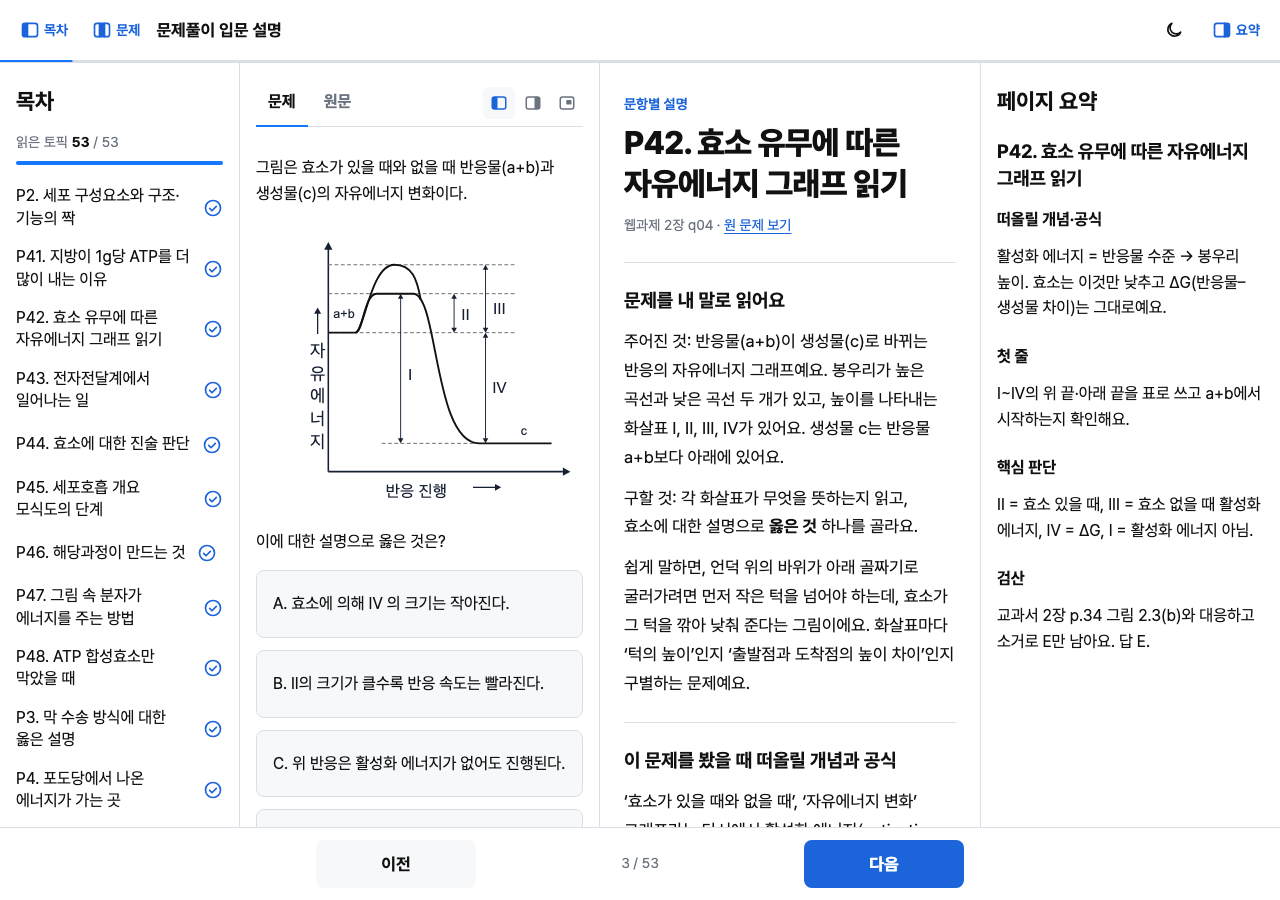 목차
문제
문제풀이 입문 설명
요약
목차
읽은 토픽 53 / 53
P2. 세포 구성요소와 구조·
기능의 짝
P41. 지방이 1g당 ATP를 더
많이 내는 이유
P42. 효소 유무에 따른
자유에너지 그래프 읽기
P43. 전자전달계에서
일어나는 일
P44. 효소에 대한 진술 판단
P45. 세포호흡 개요
모식도의 단계
P46. 해당과정이 만드는 것
P47. 그림 속 분자가
에너지를 주는 방법
P48. ATP 합성효소만
막았을 때
P3. 막 수송 방식에 대한
옳은 설명
P4. 포도당에서 나온
에너지가 가는 곳
문제
원문
그림은 효소가 있을 때와 없을 때 반응물(a+b)과
생성물(c)의 자유에너지 변화이다.
a+b
II
III
I
IV
c
자
유
에
너
지
반응 진행
이에 대한 설명으로 옳은 것은?
A. 효소에 의해 IV 의 크기는 작아진다.
B. II의 크기가 클수록 반응 속도는 빨라진다.
C. 위 반응은 활성화 에너지가 없어도 진행된다.
문항별 설명
P42. 효소 유무에 따른
자유에너지 그래프 읽기
웹과제 2장 q04 · 원 문제 보기
문제를 내 말로 읽어요
주어진 것: 반응물(a+b)이 생성물(c)로 바뀌는
반응의 자유에너지 그래프예요. 봉우리가 높은
곡선과 낮은 곡선 두 개가 있고, 높이를 나타내는
화살표 I, II, III, IV가 있어요. 생성물 c는 반응물
a+b보다 아래에 있어요.
구할 것: 각 화살표가 무엇을 뜻하는지 읽고,
효소에 대한 설명으로 옳은 것 하나를 골라요.
쉽게 말하면, 언덕 위의 바위가 아래 골짜기로
굴러가려면 먼저 작은 턱을 넘어야 하는데, 효소가
그 턱을 깎아 낮춰 준다는 그림이에요. 화살표마다
‘턱의 높이’인지 ‘출발점과 도착점의 높이 차이’인지
구별하는 문제예요.
이 문제를 봤을 때 떠올릴 개념과 공식
‘효소가 있을 때와 없을 때’, ‘자유에너지 변화’
페이지 요약
P42. 효소 유무에 따른 자유에너지
그래프 읽기
떠올릴 개념·공식
활성화 에너지 = 반응물 수준 → 봉우리
높이. 효소는 이것만 낮추고 ΔG(반응물–
생성물 차이)는 그대로예요.
첫 줄
I~IV의 위 끝·아래 끝을 표로 쓰고 a+b에서
시작하는지 확인해요.
핵심 판단
II = 효소 있을 때, III = 효소 없을 때 활성화
에너지, IV = ΔG, I = 활성화 에너지 아님.
검산
교과서 2장 p.34 그림 2.3(b)와 대응하고
소거로 E만 남아요. 답 E.
이전
3 / 53
다음